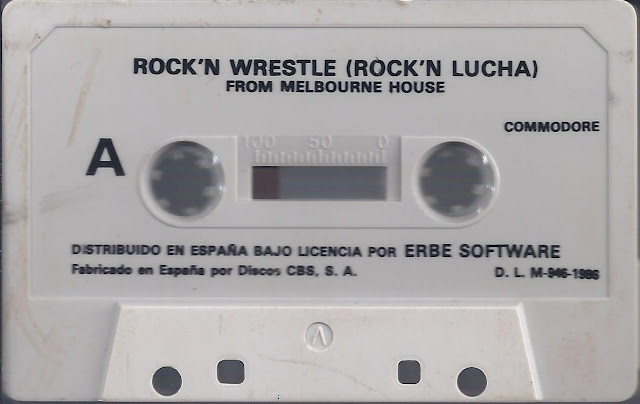 ROCK'N WRESTLE (ROCK'N LUCHA)
FROM MELBOURNE HOUSE
COMMODORE
A
100 50 0
DISTRIBUIDO EN ESPAÑA BAJO LICENCIA POR ERBE SOFTWARE
Fabricado en España por Discos CBS, S. A. D. L. M-946-1986
A